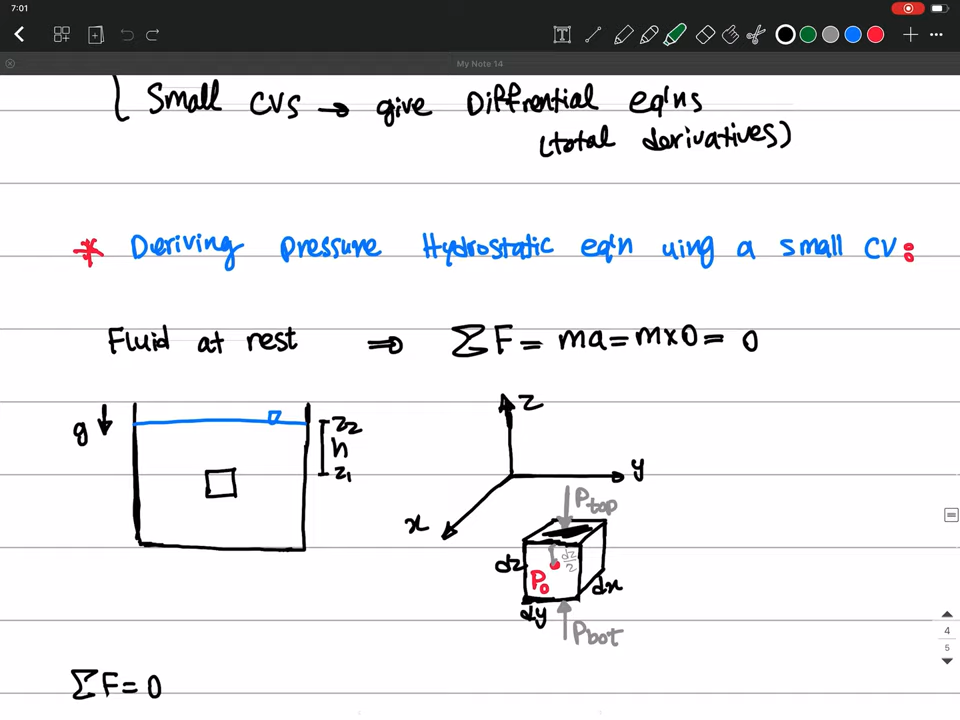 7:01
My Note 14
Small CVS → give Diffrential eq'ns
(total derivatives)
* Deriving pressure Hydrostatic eq'n uing a small CV:
Fluid at rest ⇒ ΣF = ma = m×0 = 0
g
z2
h
z1
z
y
x
Ptop
dz
dz/2
P0
dx
dy
Pbot
4
5
ΣF = 0